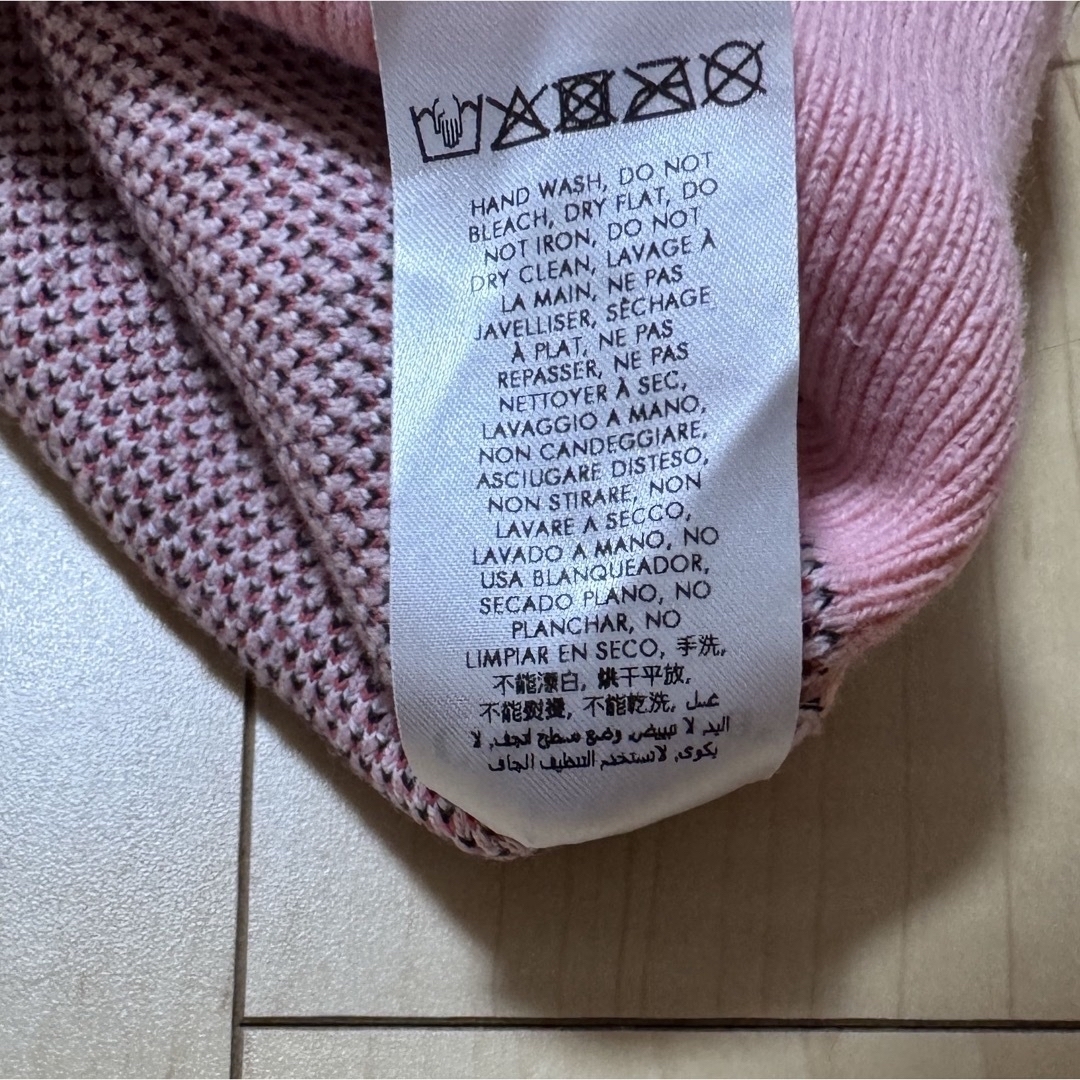 HAND WASH, DO NOT
BLEACH, DRY FLAT, DO
NOT IRON, DO NOT
DRY CLEAN, LAVAGE À
LA MAIN, NE PAS
JAVELLISER, SÉCHAGE
À PLAT, NE PAS
REPASSER, NE PAS
NETTOYER À SEC,
LAVAGGIO A MANO,
NON CANDEGGIARE,
ASCIUGARE DISTESO,
NON STIRARE, NON
LAVARE A SECCO,
LAVADO A MANO, NO
USA BLANQUEADOR,
SECADO PLANO, NO
PLANCHAR, NO
LIMPIAR EN SECO, 手洗,
不能漂白, 烘干平放,
不能熨燙, 不能乾洗, غسل
اليد, لا تبييض, وضع مسطح لتجف, لا
يكوى, لاتستخدم التنظيف الجاف